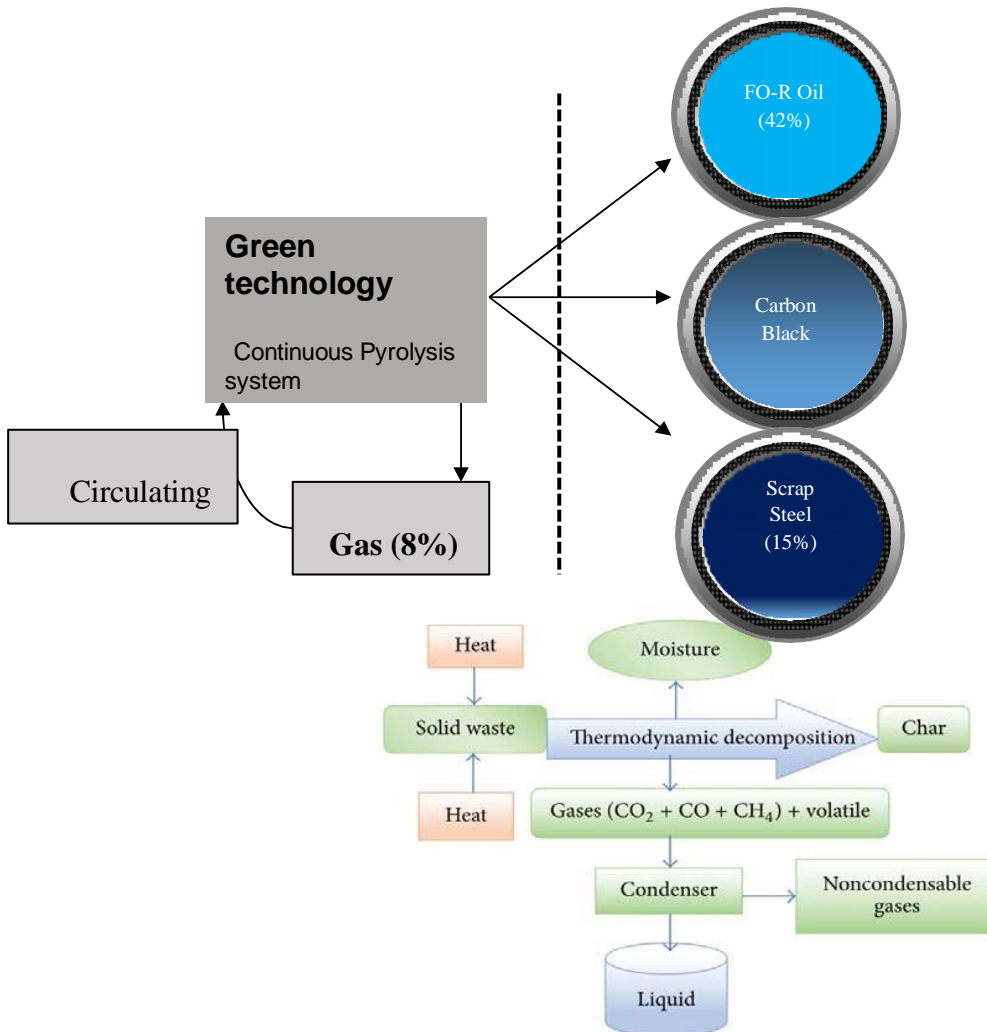 FO-R Oil
(42%)
Green
technology
Continuous Pyrolysis
system
Carbon
Black
Circulating
Gas (8%)
Scrap
Steel
(15%)
Heat
Moisture
Solid waste
Thermodynamic decomposition
Char
Heat
Gases (CO₂ + CO + CH₄) + volatile
Condenser
Noncondensable
gases
Liquid